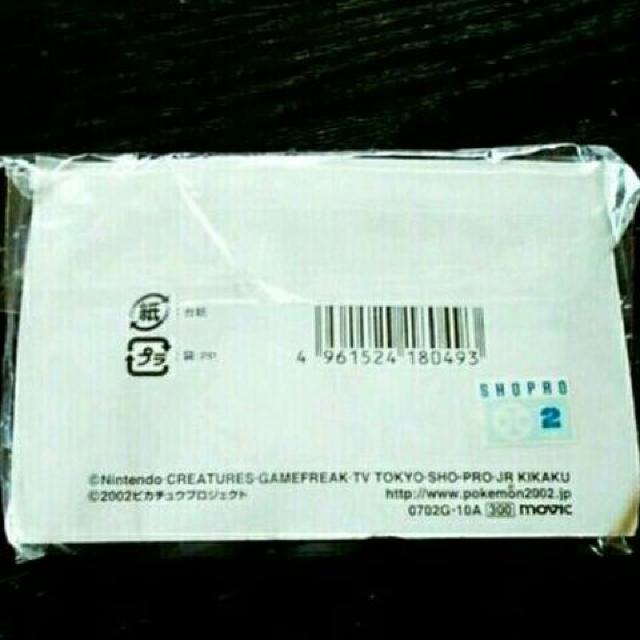 紙 : 台紙
プラ : 袋:PP
4 961524 180493
SHOPRO
2
©Nintendo·CREATURES·GAMEFREAK·TV TOKYO·SHO-PRO·JR KIKAKU
©2002ピカチュウプロジェクト http://www.pokemon2002.jp
0702G-10A 300 movic